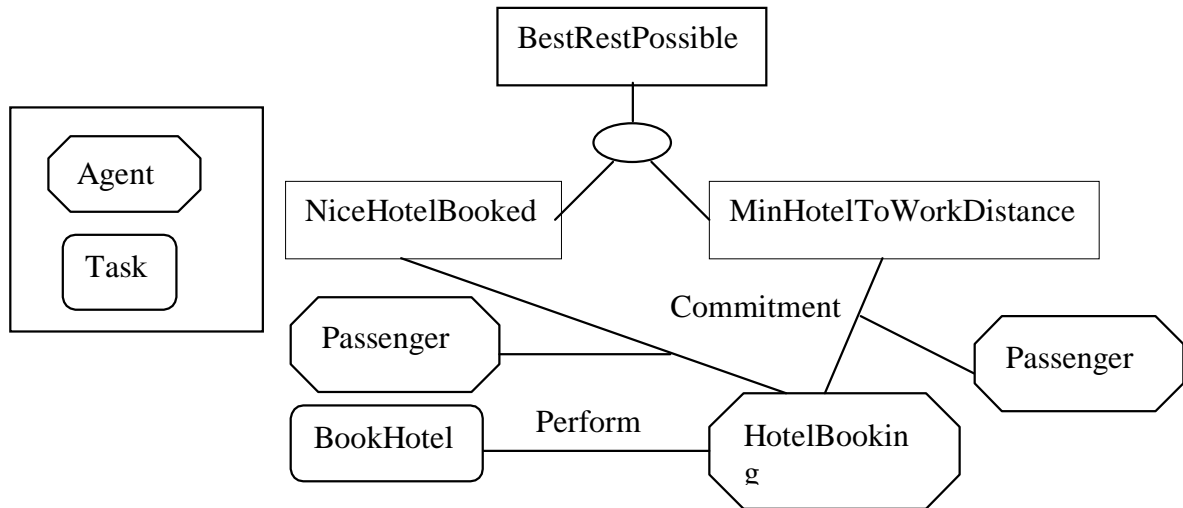 BestRestPossible
Agent
Task
NiceHotelBooked
MinHotelToWorkDistance
Commitment
Passenger
Passenger
BookHotel
Perform
HotelBookin
g